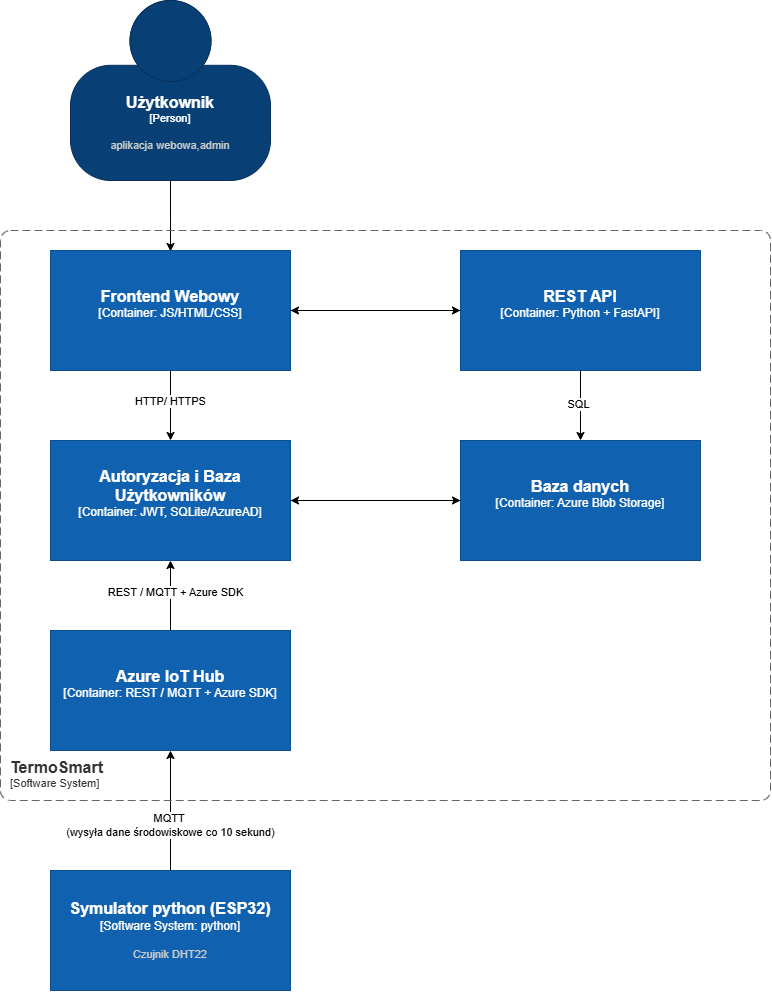 Użytkownik
[Person]
aplikacja webowa,admin
Frontend Webowy
[Container: JS/HTML/CSS]
REST API
[Container: Python + FastAPI]
HTTP/ HTTPS
SQL
Autoryzacja i Baza
Użytkowników
[Container: JWT, SQLite/AzureAD]
Baza danych
[Container: Azure Blob Storage]
REST / MQTT + Azure SDK
Azure IoT Hub
[Container: REST / MQTT + Azure SDK]
TermoSmart
[Software System]
MQTT
(wysyła dane środowiskowe co 10 sekund)
Symulator python (ESP32)
[Software System: python]
Czujnik DHT22